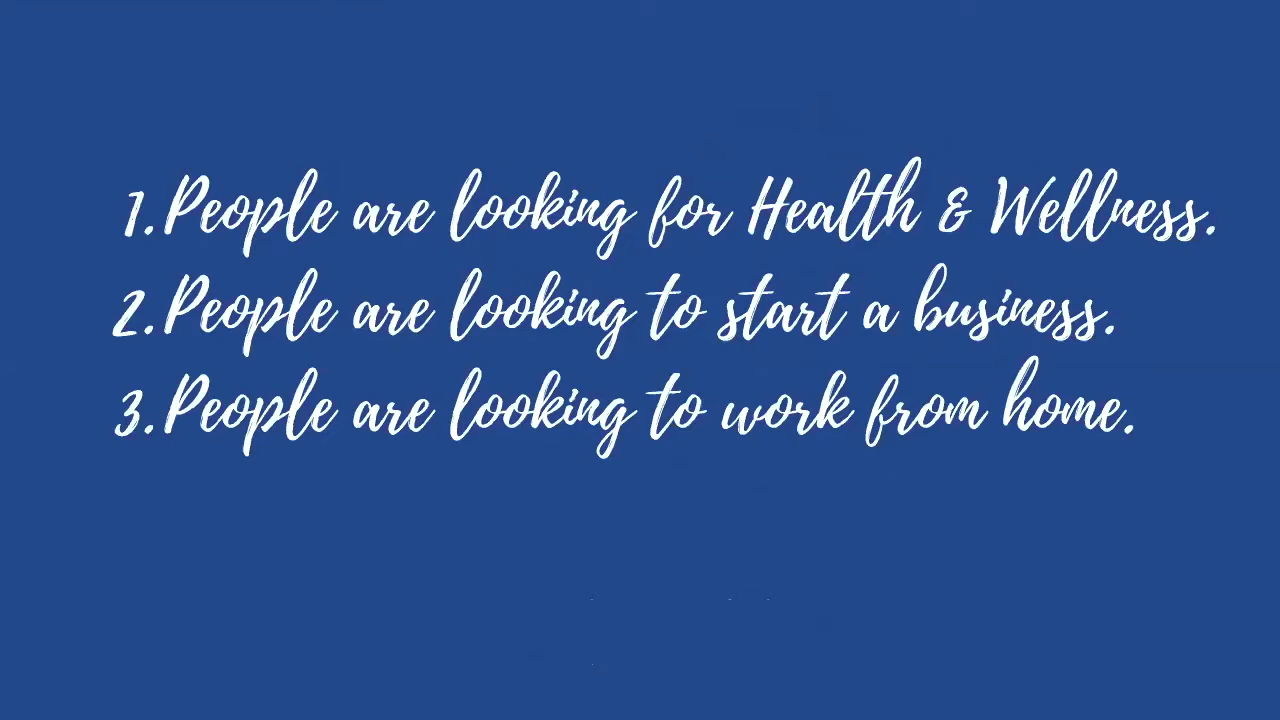 1. People are looking for Health & Wellness.
2. People are looking to start a business.
3. People are looking to work from home.